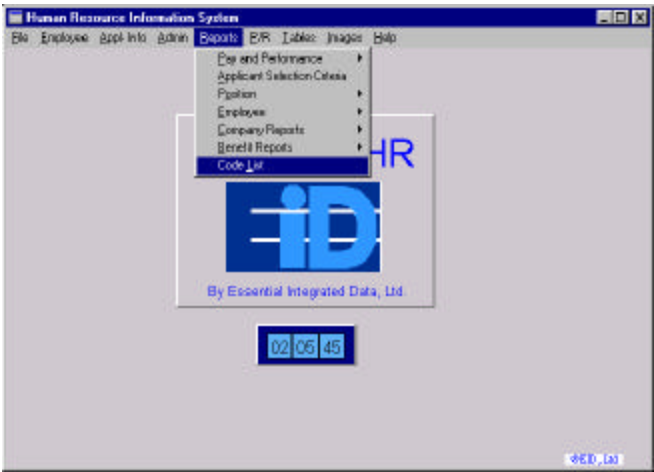 Human Resource Information System
File Employee Appl-Info Admin Reports E/R Tables Images Help
Pay and Performance
Applicant Selection Criteria
Position
Employee
Company Reports
Benefit Reports
Code List
HR
EiD
By Essential Integrated Data, Ltd.
02 05 45